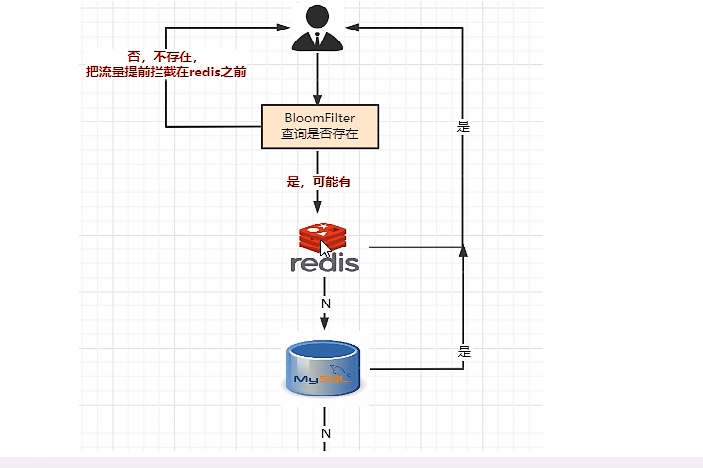 否，不存在，
把流量提前拦截在redis之前
BloomFilter
查询是否存在
是
是，可能有
redis
N
是
MySQL
N